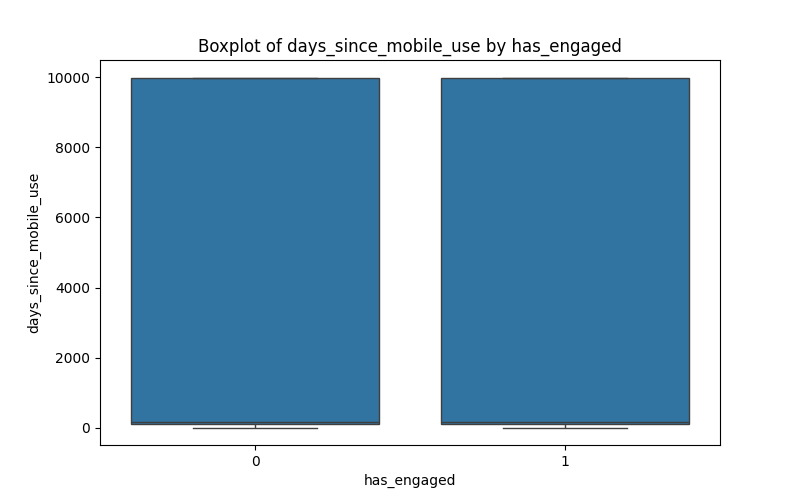 Boxplot of days_since_mobile_use by has_engaged
10000
8000
6000
4000
2000
0
days_since_mobile_use
0 1
has_engaged